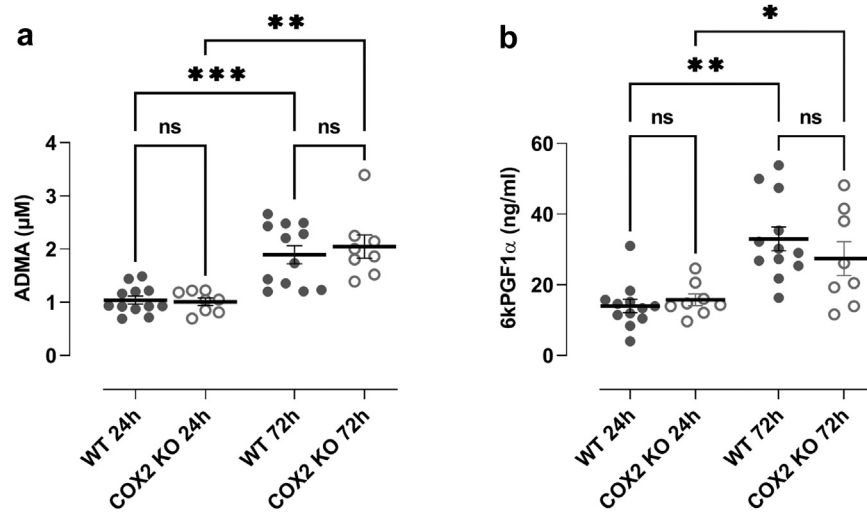 a
**
***
ns
ns
ADMA (µM)
4
3
2
1
0
WT 24h
COX2 KO 24h
WT 72h
COX2 KO 72h
b
*
**
ns
ns
6kPGF1α (ng/ml)
60
40
20
0
WT 24h
COX2 KO 24h
WT 72h
COX2 KO 72h